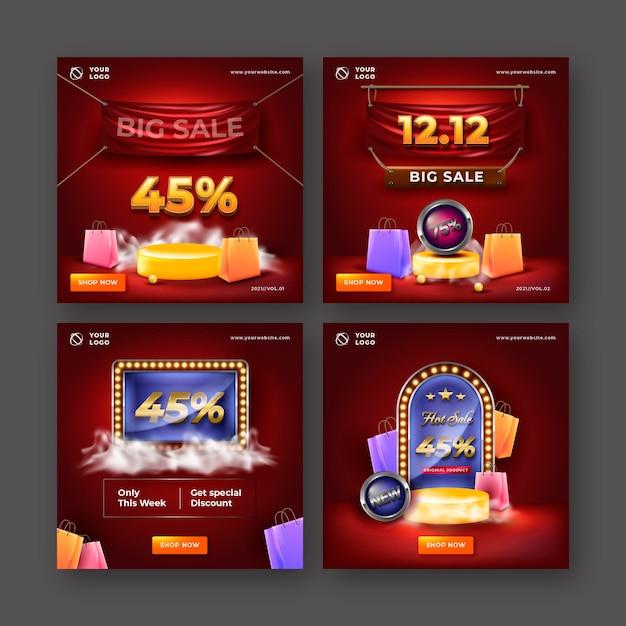 YOUR
LOGO
www.yourwebsite.com
BIG SALE
45%
SHOP NOW
2021//VOL.01
YOUR
LOGO
www.yourwebsite.com
12.12
BIG SALE
75%
SHOP NOW
2021//VOL.02
YOUR
LOGO
www.yourwebsite.com
45%
Only
This Week
Get special
Discount
SHOP NOW
YOUR
LOGO
www.yourwebsite.com
Hot Sale
45%
ORIGINAL PRODUCT
NEW
SHOP NOW